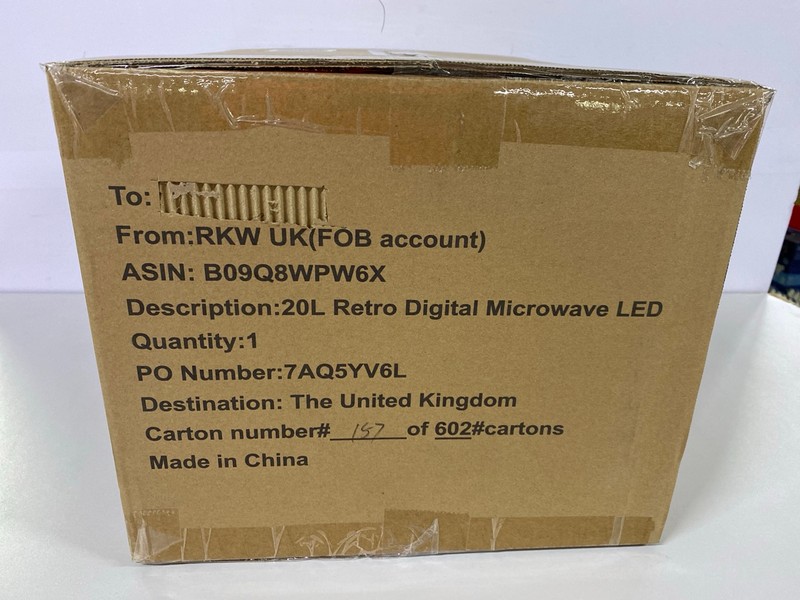 To:
From:RKW UK(FOB account)
ASIN: B09Q8WPW6X
Description:20L Retro Digital Microwave LED
Quantity:1
PO Number:7AQ5YV6L
Destination: The United Kingdom
Carton number# 187 of 602#cartons
Made in China